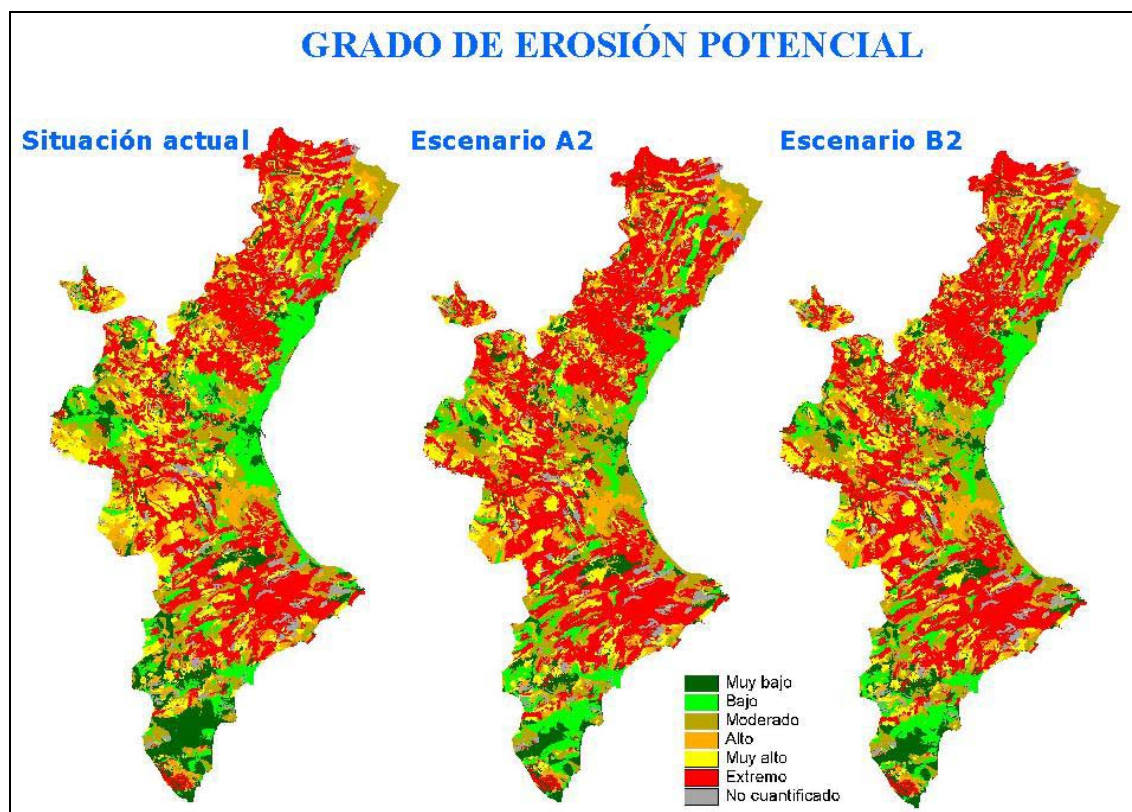 GRADO DE EROSIÓN POTENCIAL
Situación actual
Escenario A2
Escenario B2
Muy bajo
Bajo
Moderado
Alto
Muy alto
Extremo
No cuantificado